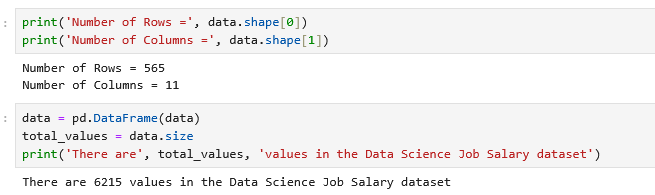 : print('Number of Rows =', data.shape[0])
print('Number of Columns =', data.shape[1])
Number of Rows = 565
Number of Columns = 11
: data = pd.DataFrame(data)
total_values = data.size
print('There are', total_values, 'values in the Data Science Job Salary dataset')
There are 6215 values in the Data Science Job Salary dataset